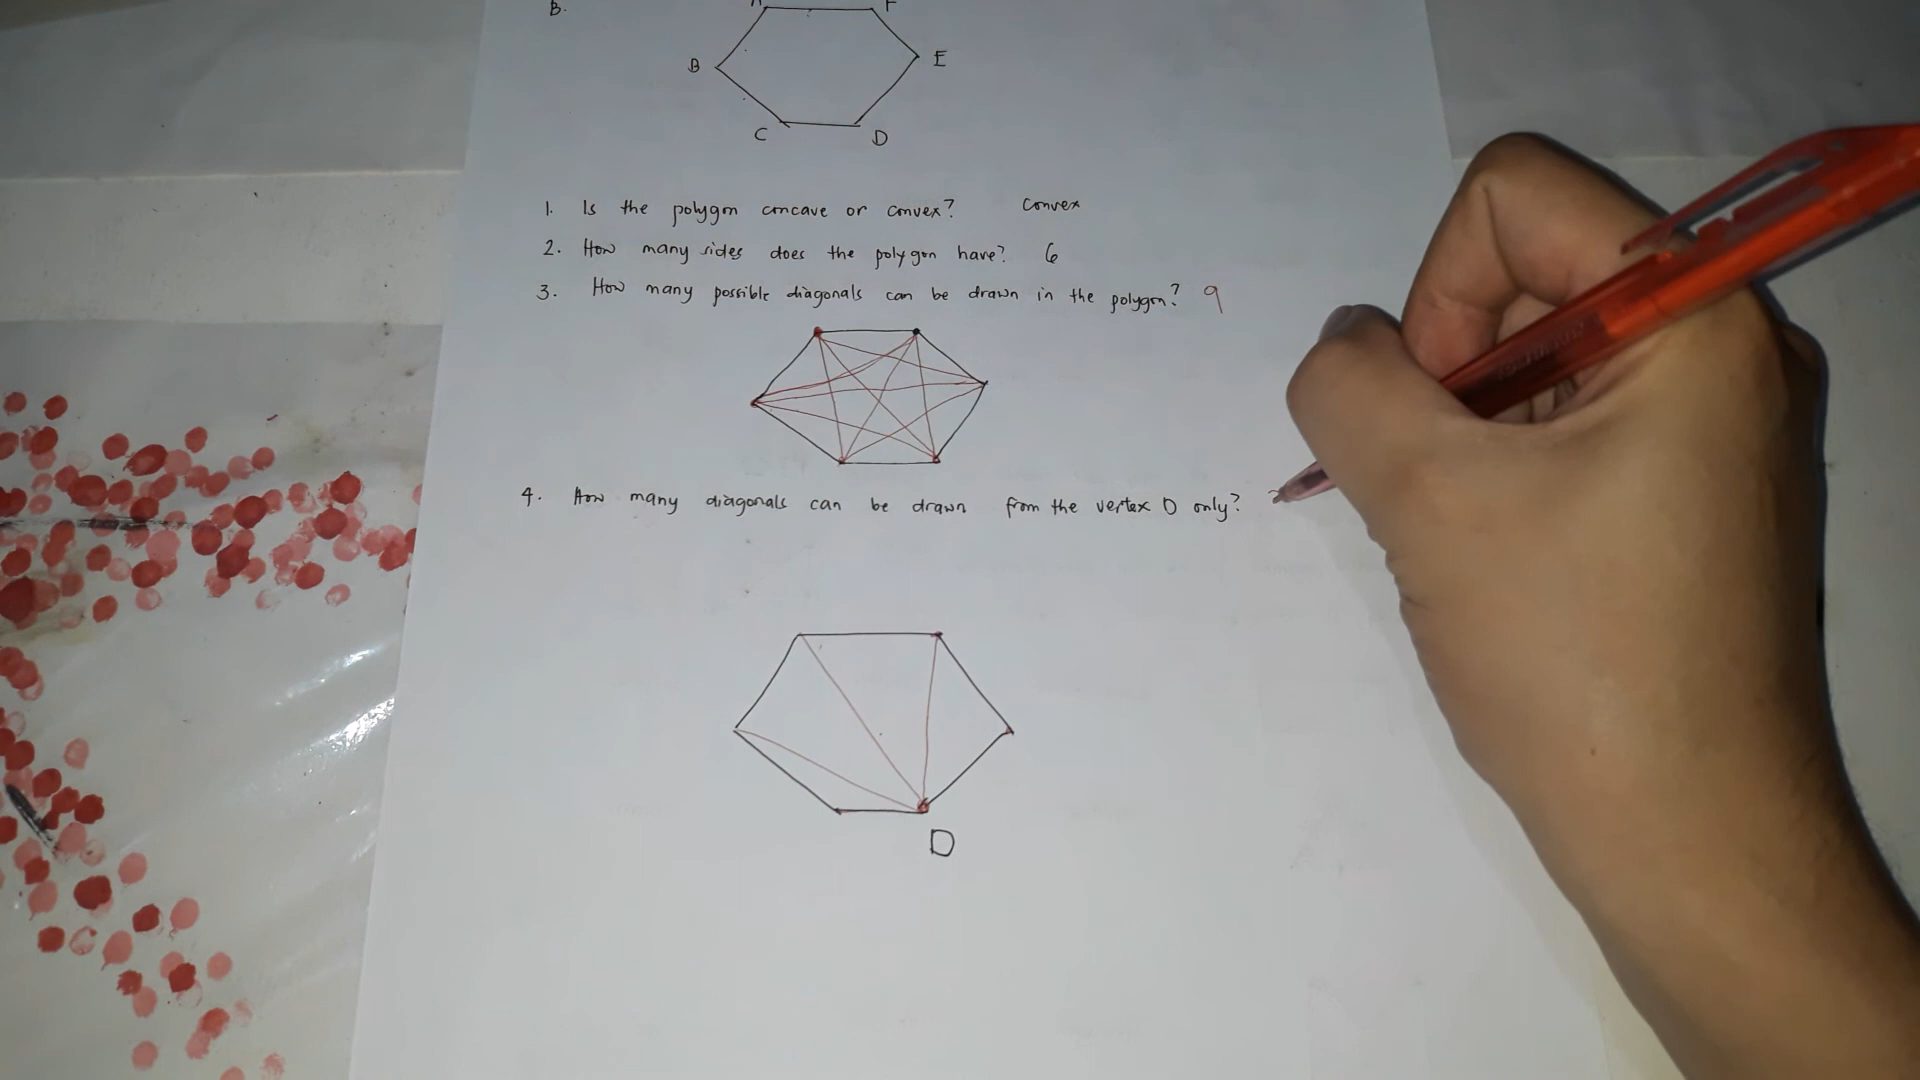 B.
A F
B E
C D
1. Is the polygon concave or convex? Convex
2. How many sides does the polygon have? 6
3. How many possible diagonals can be drawn in the polygon? 9
4. How many diagonals can be drawn from the vertex D only?
D